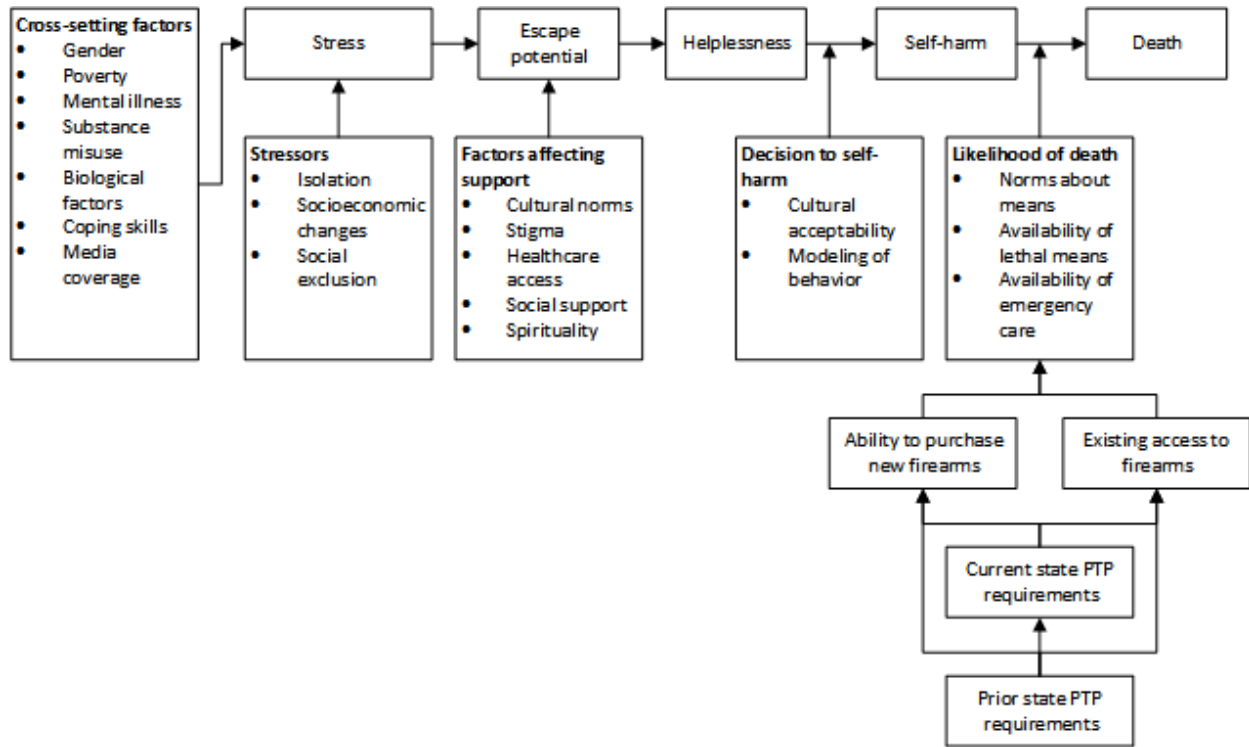 Cross-setting factors
• Gender
• Poverty
• Mental illness
• Substance
misuse
• Biological
factors
• Coping skills
• Media
coverage
Stress
Escape
potential
Helplessness
Self-harm
Death
Stressors
• Isolation
• Socioeconomic
changes
• Social
exclusion
Factors affecting
support
• Cultural norms
• Stigma
• Healthcare
access
• Social support
• Spirituality
Decision to self-
harm
• Cultural
acceptability
• Modeling of
behavior
Likelihood of death
• Norms about
means
• Availability of
lethal means
• Availability of
emergency
care
Ability to purchase
new firearms
Existing access to
firearms
Current state PTP
requirements
Prior state PTP
requirements